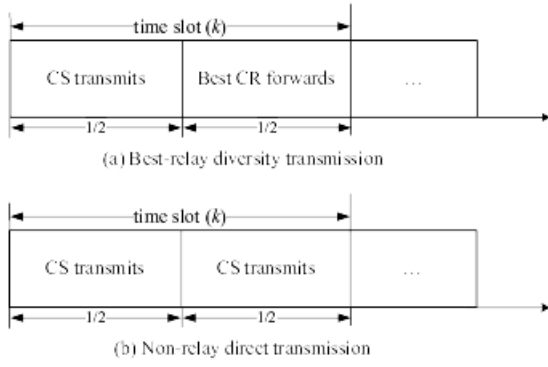 time slot (k)
CS transmits
Best CR forwards
...
1/2
1/2
(a) Best-relay diversity transmission
time slot (k)
CS transmits
CS transmits
...
1/2
1/2
(b) Non-relay direct transmission